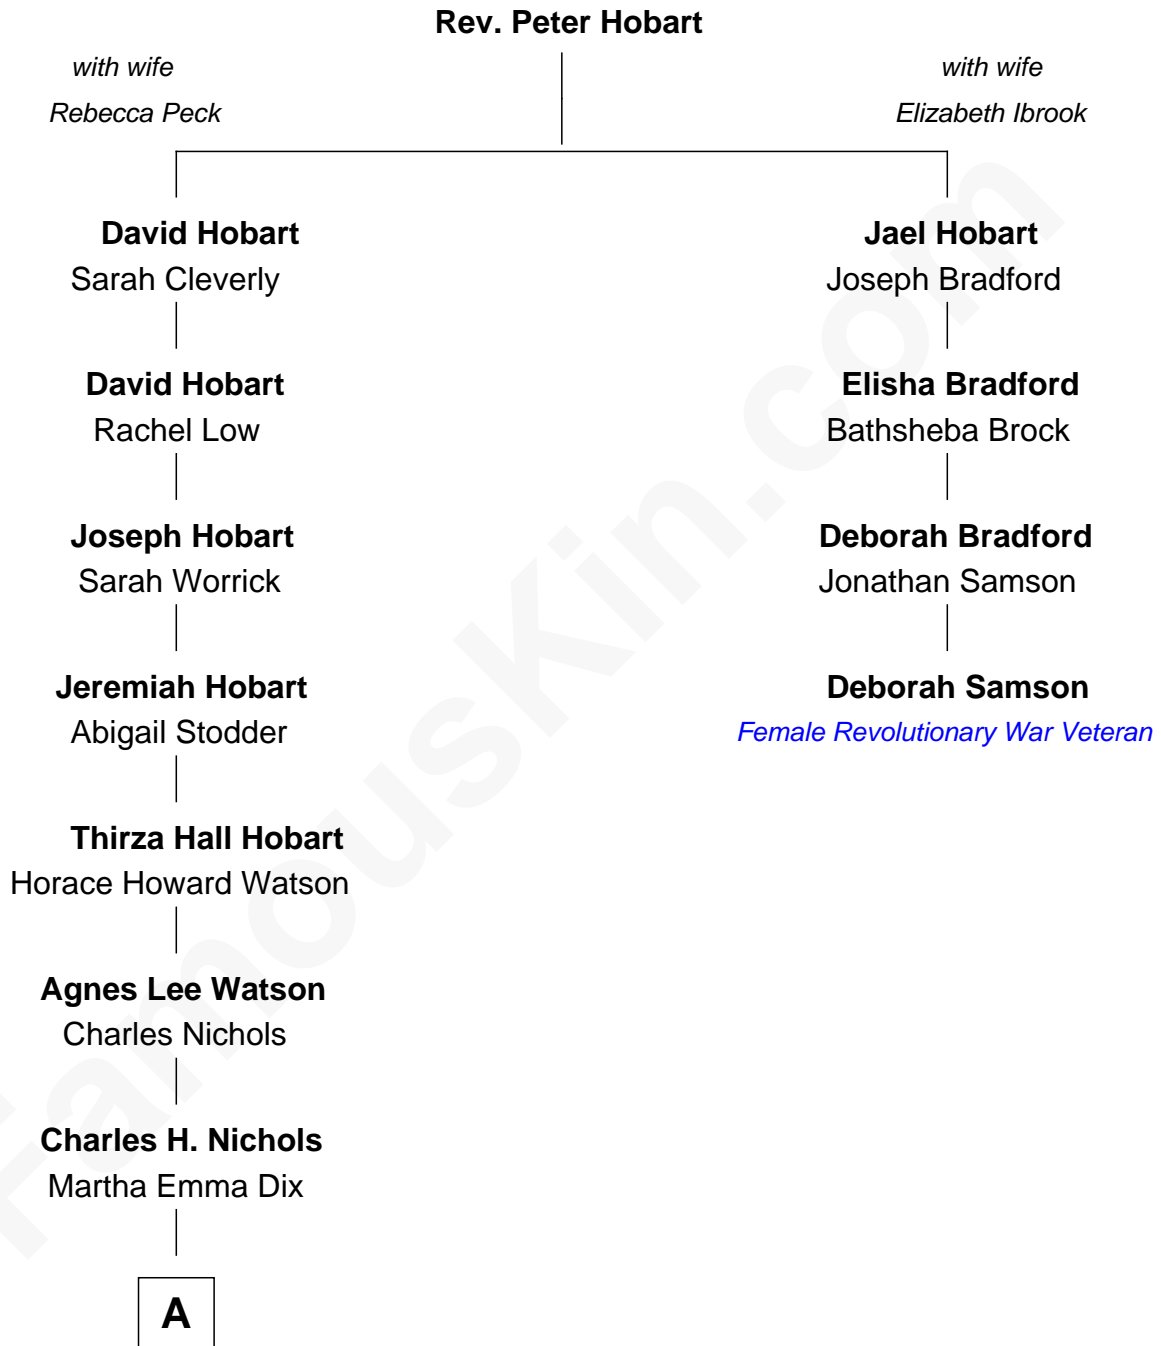 Rev. Peter Hobart
with wife
Rebecca Peck
with wife
Elizabeth Ibrook
David Hobart
Sarah Cleverly
David Hobart
Rachel Low
Joseph Hobart
Sarah Worrick
Jeremiah Hobart
Abigail Stodder
Thirza Hall Hobart
Horace Howard Watson
Agnes Lee Watson
Charles Nichols
Charles H. Nichols
Martha Emma Dix
A
Jael Hobart
Joseph Bradford
Elisha Bradford
Bathsheba Brock
Deborah Bradford
Jonathan Samson
Deborah Samson
Female Revolutionary War Veteran
FamousKin.com